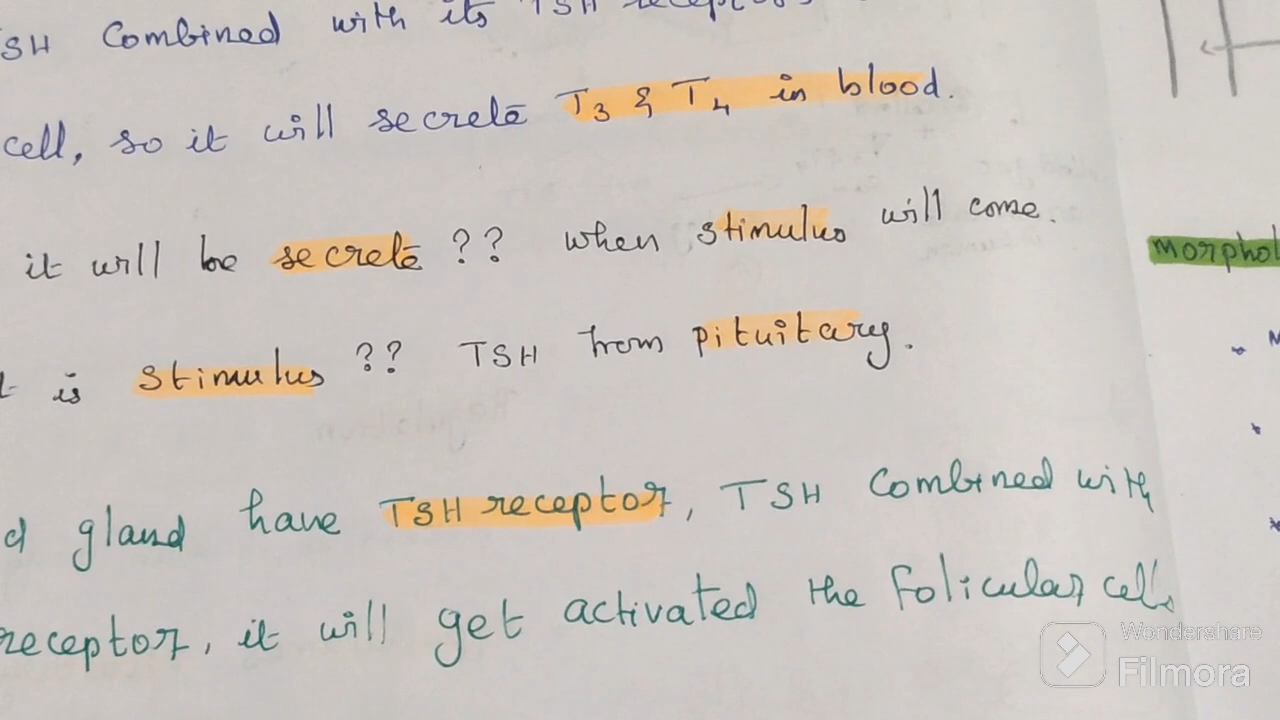 TSH Combined with its TSH receptor
cell, so it will secrete T3 & T4 in blood.
it will be secrete ?? when stimulus will come.
is stimulus ?? TSH from pituitary.
gland have TSH receptor, TSH Combined with
receptor, it will get activated the folicular cells
morphol
Wondershare
Filmora